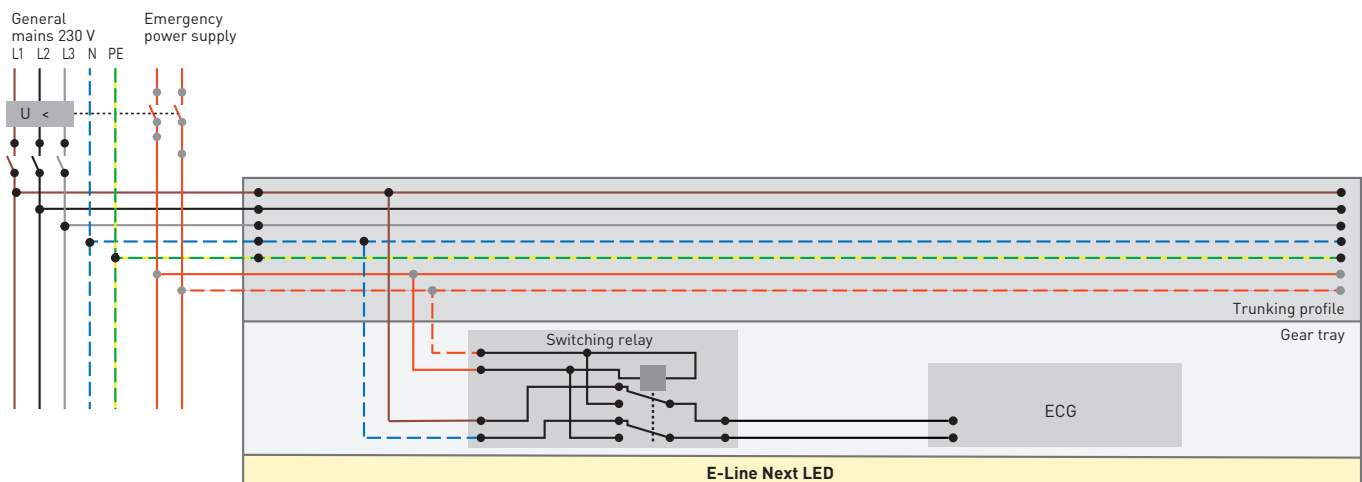 General
mains 230 V
L1 L2 L3 N PE
Emergency
power supply
U <
Trunking profile
Gear tray
Switching relay
ECG
E-Line Next LED